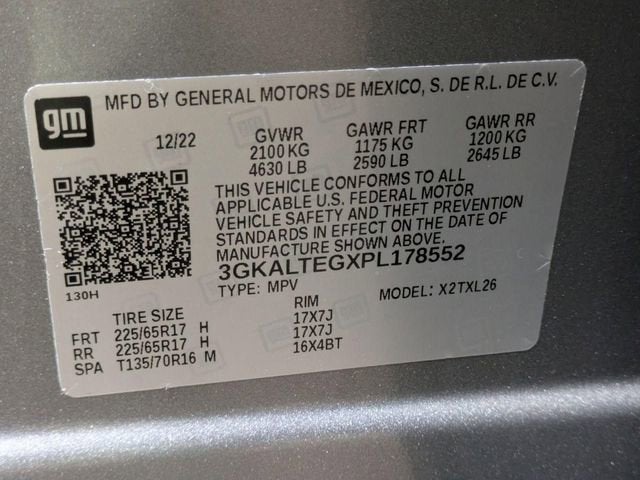 gm
MFD BY GENERAL MOTORS DE MEXICO, S. DE R.L. DE C.V.
12/22 GVWR GAWR FRT GAWR RR
2100 KG 1175 KG 1200 KG
4630 LB 2590 LB 2645 LB
THIS VEHICLE CONFORMS TO ALL
APPLICABLE U.S. FEDERAL MOTOR
VEHICLE SAFETY AND THEFT PREVENTION
STANDARDS IN EFFECT ON THE DATE OF
MANUFACTURE SHOWN ABOVE.
3GKALTEGXPL178552
130H
TYPE: MPV MODEL: X2TXL26
TIRE SIZE RIM
FRT 225/65R17 H 17X7J
RR 225/65R17 H 17X7J
SPA T135/70R16 M 16X4BT